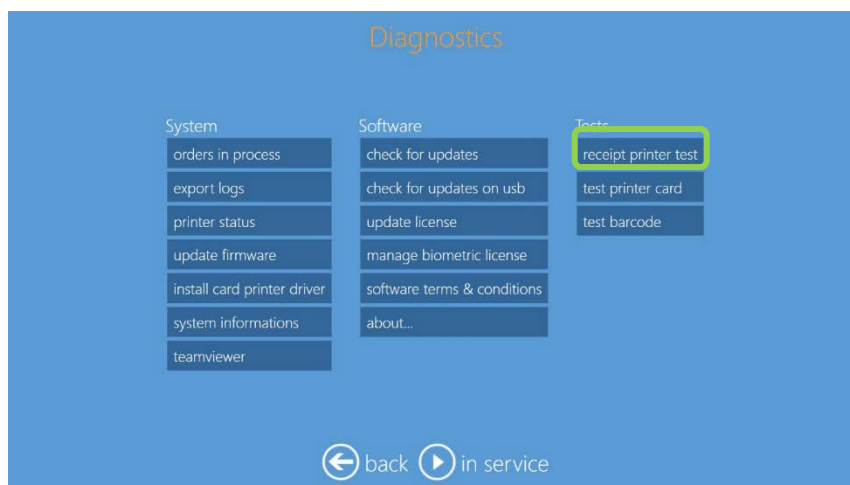 Diagnostics
System
orders in process
export logs
printer status
update firmware
install card printer driver
system informations
teamviewer
Software
check for updates
check for updates on usb
update license
manage biometric license
software terms & conditions
about...
Tests
receipt printer test
test printer card
test barcode
back
in service